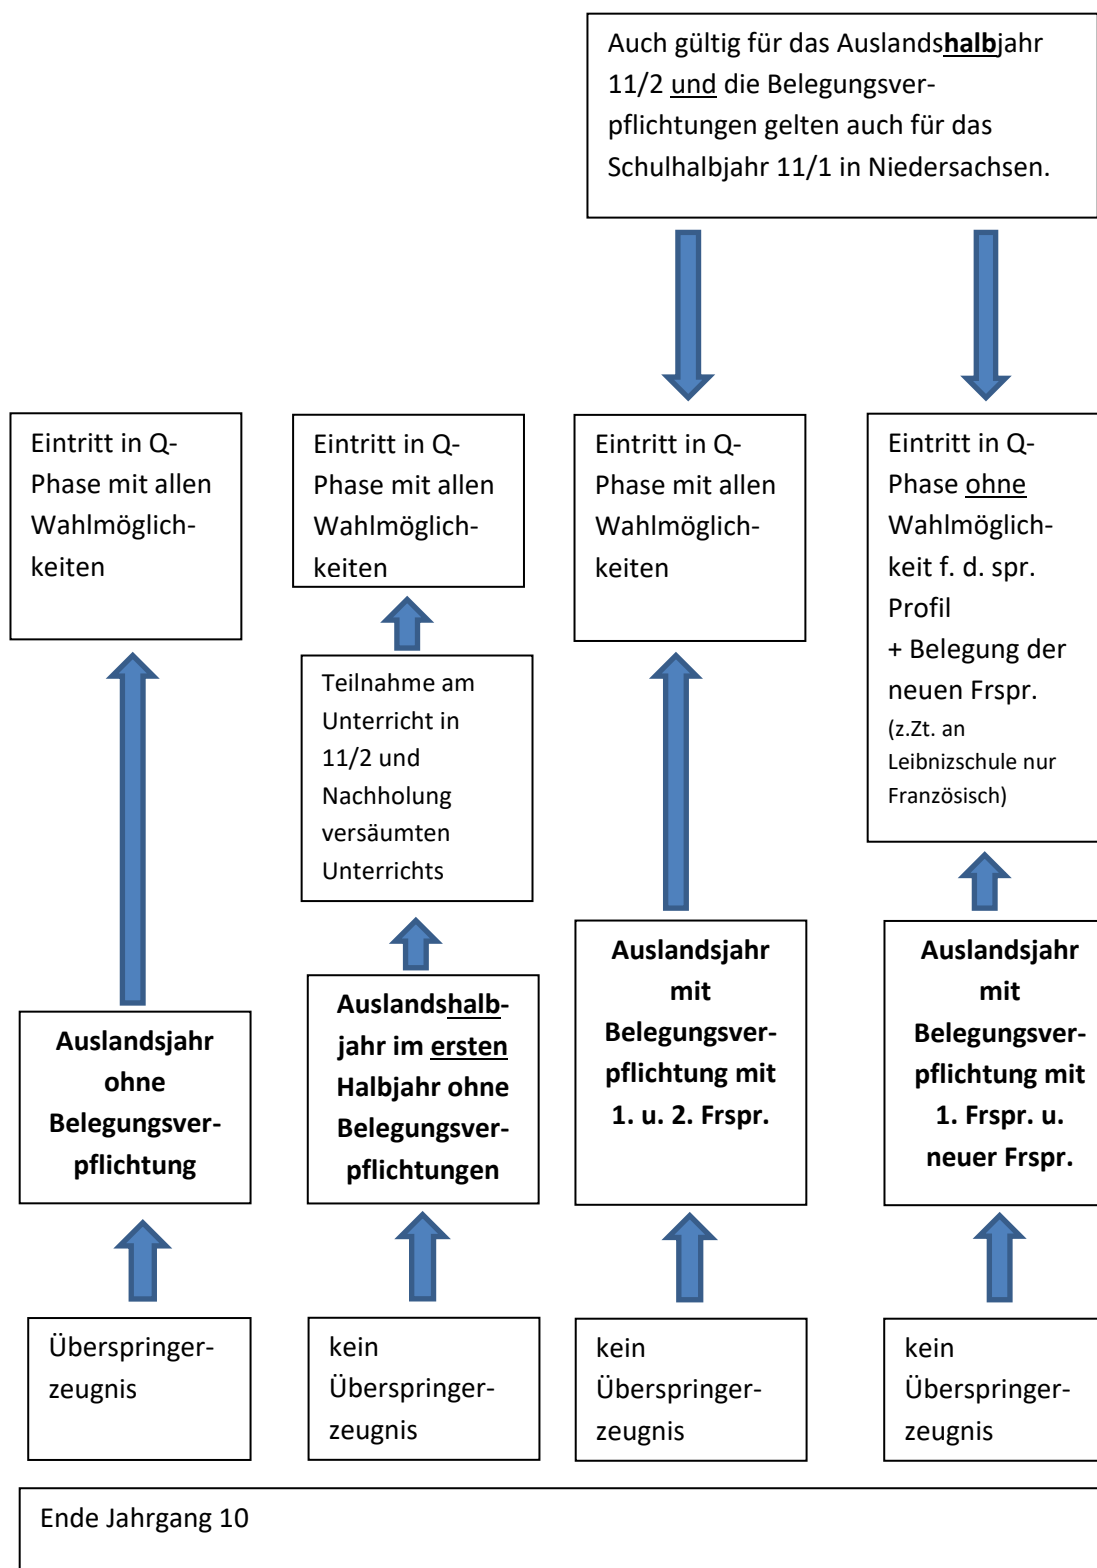 Auch gültig für das Auslandshalbjahr
11/2 und die Belegungsver-
pflichtungen gelten auch für das
Schulhalbjahr 11/1 in Niedersachsen.
Eintritt in Q-
Phase mit allen
Wahlmöglich-
keiten
Eintritt in Q-
Phase mit allen
Wahlmöglich-
keiten
Eintritt in Q-
Phase mit allen
Wahlmöglich-
keiten
Eintritt in Q-
Phase ohne
Wahlmöglich-
keit f. d. spr.
Profil
+ Belegung der
neuen Frspr.
(z.Zt. an
Leibnizschule nur
Französisch)
Teilnahme am
Unterricht in
11/2 und
Nachholung
versäumten
Unterrichts
Auslandsjahr
ohne
Belegungsver-
pflichtung
Auslandshalb-
jahr im ersten
Halbjahr ohne
Belegungsver-
pflichtungen
Auslandsjahr
mit
Belegungsver-
pflichtung mit
1. u. 2. Frspr.
Auslandsjahr
mit
Belegungsver-
pflichtung mit
1. Frspr. u.
neuer Frspr.
Überspringer-
zeugnis
kein
Überspringer-
zeugnis
kein
Überspringer-
zeugnis
kein
Überspringer-
zeugnis
Ende Jahrgang 10